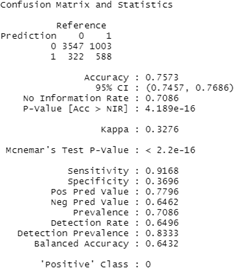 Confusion Matrix and Statistics
Reference
Prediction 0 1
0 3547 1003
1 322 588
Accuracy : 0.7573
95% CI : (0.7457, 0.7686)
No Information Rate : 0.7086
P-Value [Acc > NIR] : 4.189e-16
Kappa : 0.3276
Mcnemar's Test P-Value : < 2.2e-16
Sensitivity : 0.9168
Specificity : 0.3696
Pos Pred Value : 0.7796
Neg Pred Value : 0.6462
Prevalence : 0.7086
Detection Rate : 0.6496
Detection Prevalence : 0.8333
Balanced Accuracy : 0.6432
'Positive' Class : 0